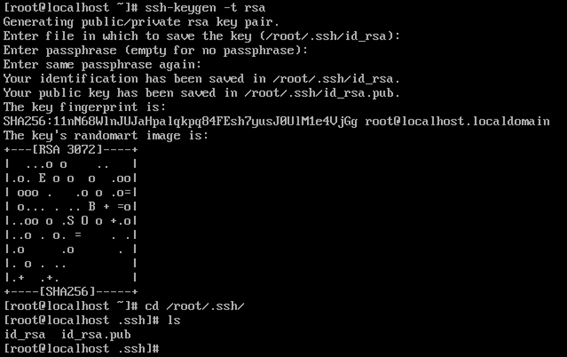 [root@localhost ~]# ssh-keygen -t rsa
Generating public/private rsa key pair.
Enter file in which to save the key (/root/.ssh/id_rsa):
Enter passphrase (empty for no passphrase):
Enter same passphrase again:
Your identification has been saved in /root/.ssh/id_rsa.
Your public key has been saved in /root/.ssh/id_rsa.pub.
The key fingerprint is:
SHA256:11nM68WlnJUJaHpalqkpq84FEsh7yusJ0UlM1e4VjGg root@localhost.localdomain
The key's randomart image is:
+---[RSA 3072]----+
|  ...o o     ..  |
|.o. E o o  o  .oo|
| ooo .   .o o .o=|
| o... . .. B + =o|
|..oo o .S O o +.o|
|..o . o. =    . .|
|.o     .o      . |
|. o . ..         |
|.+  .+.          |
+----[SHA256]-----+
[root@localhost ~]# cd /root/.ssh/
[root@localhost .ssh]# ls
id_rsa  id_rsa.pub
[root@localhost .ssh]#